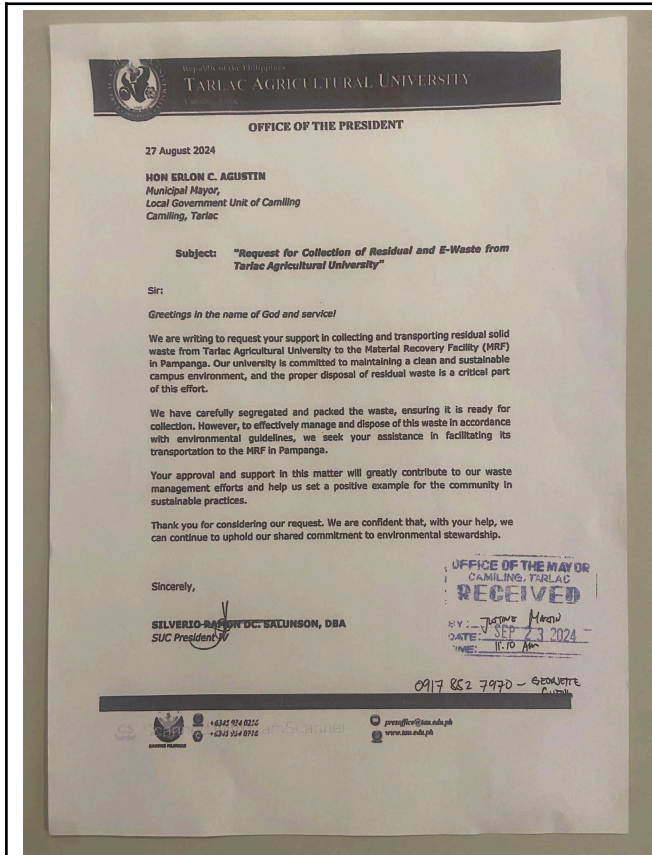 Republic of the Philippines
TARLAC AGRICULTURAL UNIVERSITY
OFFICE OF THE PRESIDENT
27 August 2024
HON ERLON C. AGUSTIN
Municipal Mayor,
Local Government Unit of Camiling
Camiling, Tarlac
Subject: "Request for Collection of Residual and E-Waste from
Tarlac Agricultural University"
Sir:
Greetings in the name of God and service!
We are writing to request your support in collecting and transporting residual solid
waste from Tarlac Agricultural University to the Material Recovery Facility (MRF)
in Pampanga. Our university is committed to maintaining a clean and sustainable
campus environment, and the proper disposal of residual waste is a critical part
of this effort.
We have carefully segregated and packed the waste, ensuring it is ready for
collection. However, to effectively manage and dispose of this waste in accordance
with environmental guidelines, we seek your assistance in facilitating its
transportation to the MRF in Pampanga.
Your approval and support in this matter will greatly contribute to our waste
management efforts and help us set a positive example for the community in
sustainable practices.
Thank you for considering our request. We are confident that, with your help, we
can continue to uphold our shared commitment to environmental stewardship.
Sincerely,
SILVERIO RAMON DC. SALUNSON, DBA
SUC President
OFFICE OF THE MAYOR
CAMILING, TARLAC
RECEIVED
BY:
DATE: SEP 23 2024
TIME: 11:10 AM
0917 852 7970 -
CS
+6345 934 0216
presoffice@tau.edu.ph
www.tau.edu.ph
BAGONG PILIPINAS